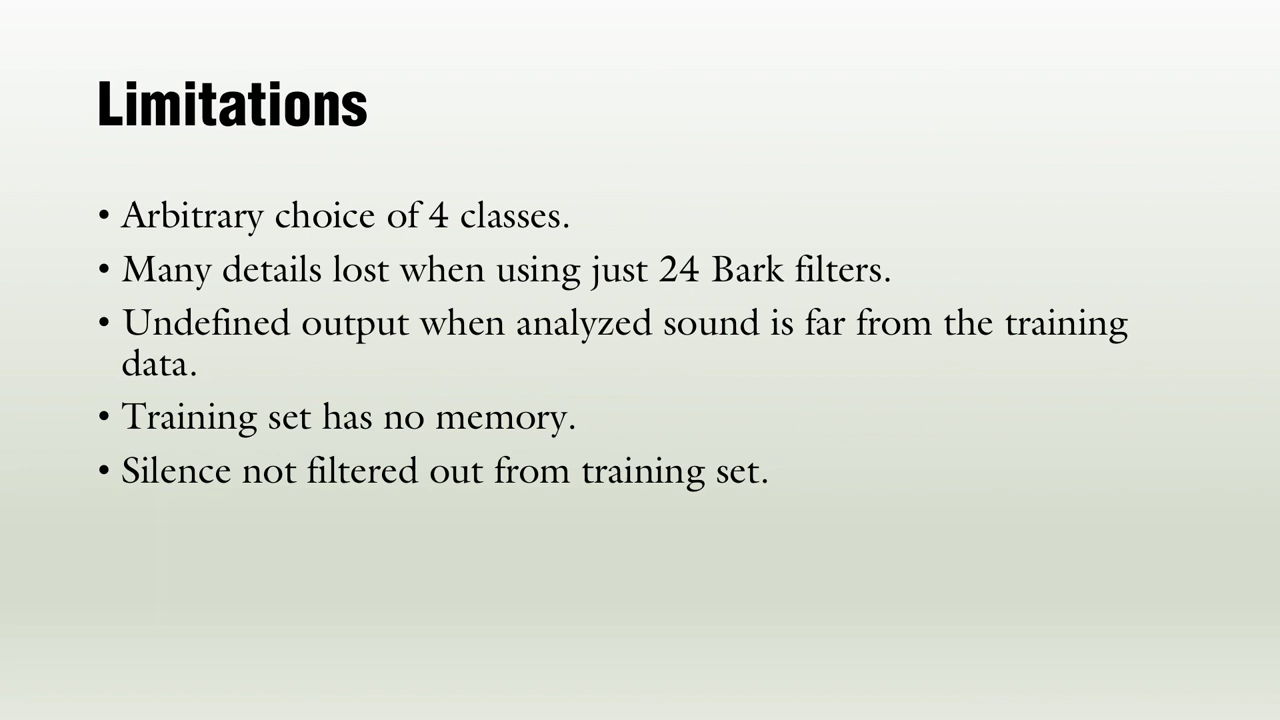 Limitations
• Arbitrary choice of 4 classes.
• Many details lost when using just 24 Bark filters.
• Undefined output when analyzed sound is far from the training
data.
• Training set has no memory.
• Silence not filtered out from training set.